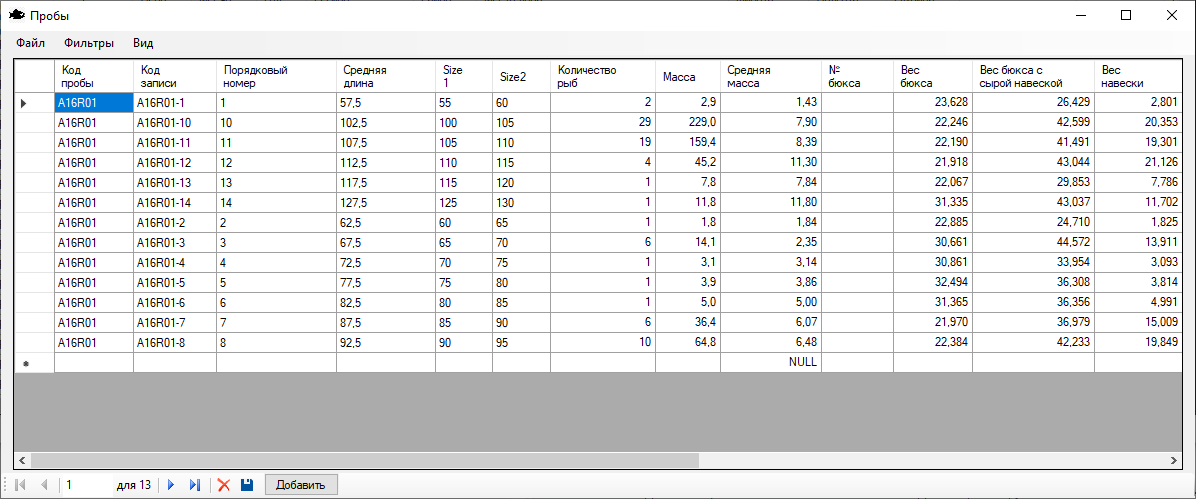 Пробы
Файл Фильтры Вид
Код пробы Код записи Порядковый номер Средняя длина Size 1 Size2 Количество рыб Масса Средняя масса № бюкса Вес бюкса Вес бюкса с сырой навеской Вес навески
A16R01 A16R01-1 1 57,5 55 60 2 2,9 1,43 23,628 26,429 2,801
A16R01 A16R01-10 10 102,5 100 105 29 229,0 7,90 22,246 42,599 20,353
A16R01 A16R01-11 11 107,5 105 110 19 159,4 8,39 22,190 41,491 19,301
A16R01 A16R01-12 12 112,5 110 115 4 45,2 11,30 21,918 43,044 21,126
A16R01 A16R01-13 13 117,5 115 120 1 7,8 7,84 22,067 29,853 7,786
A16R01 A16R01-14 14 127,5 125 130 1 11,8 11,80 31,335 43,037 11,702
A16R01 A16R01-2 2 62,5 60 65 1 1,8 1,84 22,885 24,710 1,825
A16R01 A16R01-3 3 67,5 65 70 6 14,1 2,35 30,661 44,572 13,911
A16R01 A16R01-4 4 72,5 70 75 1 3,1 3,14 30,861 33,954 3,093
A16R01 A16R01-5 5 77,5 75 80 1 3,9 3,86 32,494 36,308 3,814
A16R01 A16R01-6 6 82,5 80 85 1 5,0 5,00 31,365 36,356 4,991
A16R01 A16R01-7 7 87,5 85 90 6 36,4 6,07 21,970 36,979 15,009
A16R01 A16R01-8 8 92,5 90 95 10 64,8 6,48 22,384 42,233 19,849
NULL
1 для 13 Добавить